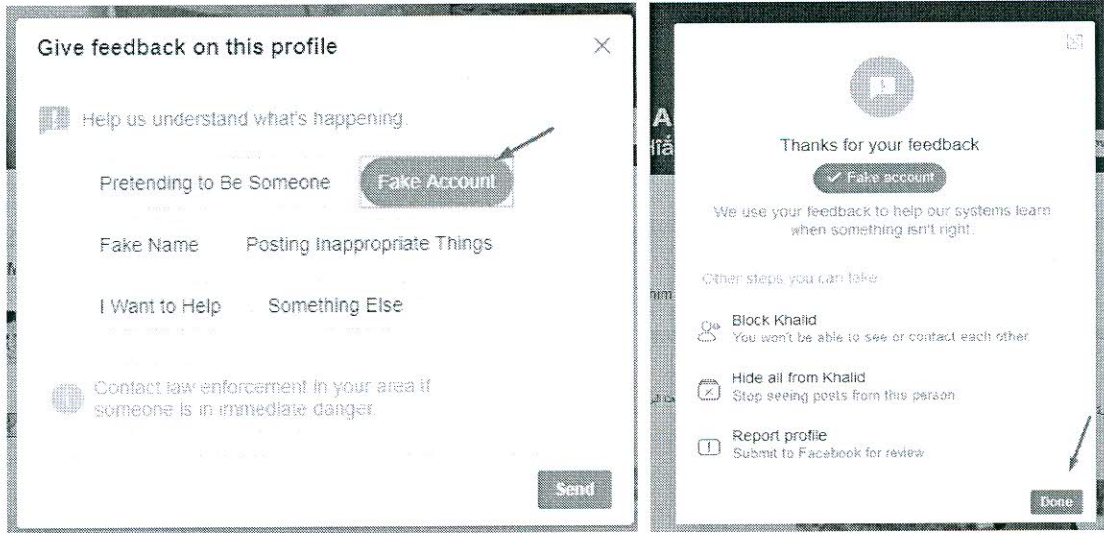 Give feedback on this profile
Help us understand what's happening.
Pretending to Be Someone
Fake Account
Fake Name
Posting Inappropriate Things
I Want to Help
Something Else
Contact law enforcement in your area if
someone is in immediate danger.
Send
A
Thanks for your feedback
Fake account
We use your feedback to help our systems learn
when something isn't right.
Other steps you can take
Block Khalid
You won't be able to see or contact each other.
Hide all from Khalid
Stop seeing posts from this person
Report profile
Submit to Facebook for review
Done